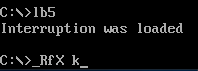 C:\>lb5
Interruption was loaded
C:\>_RfX k_